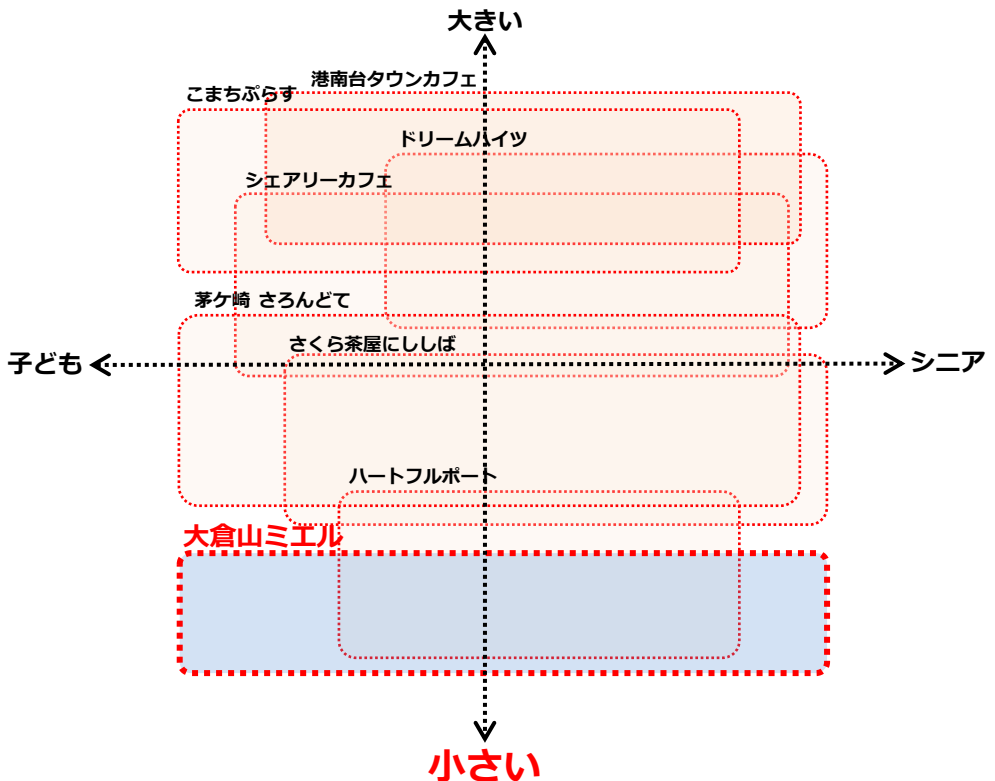 大きい
港南台タウンカフェ
こまちぷらす
ドリームハイツ
シェアリーカフェ
茅ケ崎 さろんどて
さくら茶屋にししば
子ども
シニア
ハートフルポート
大倉山ミエル
小さい